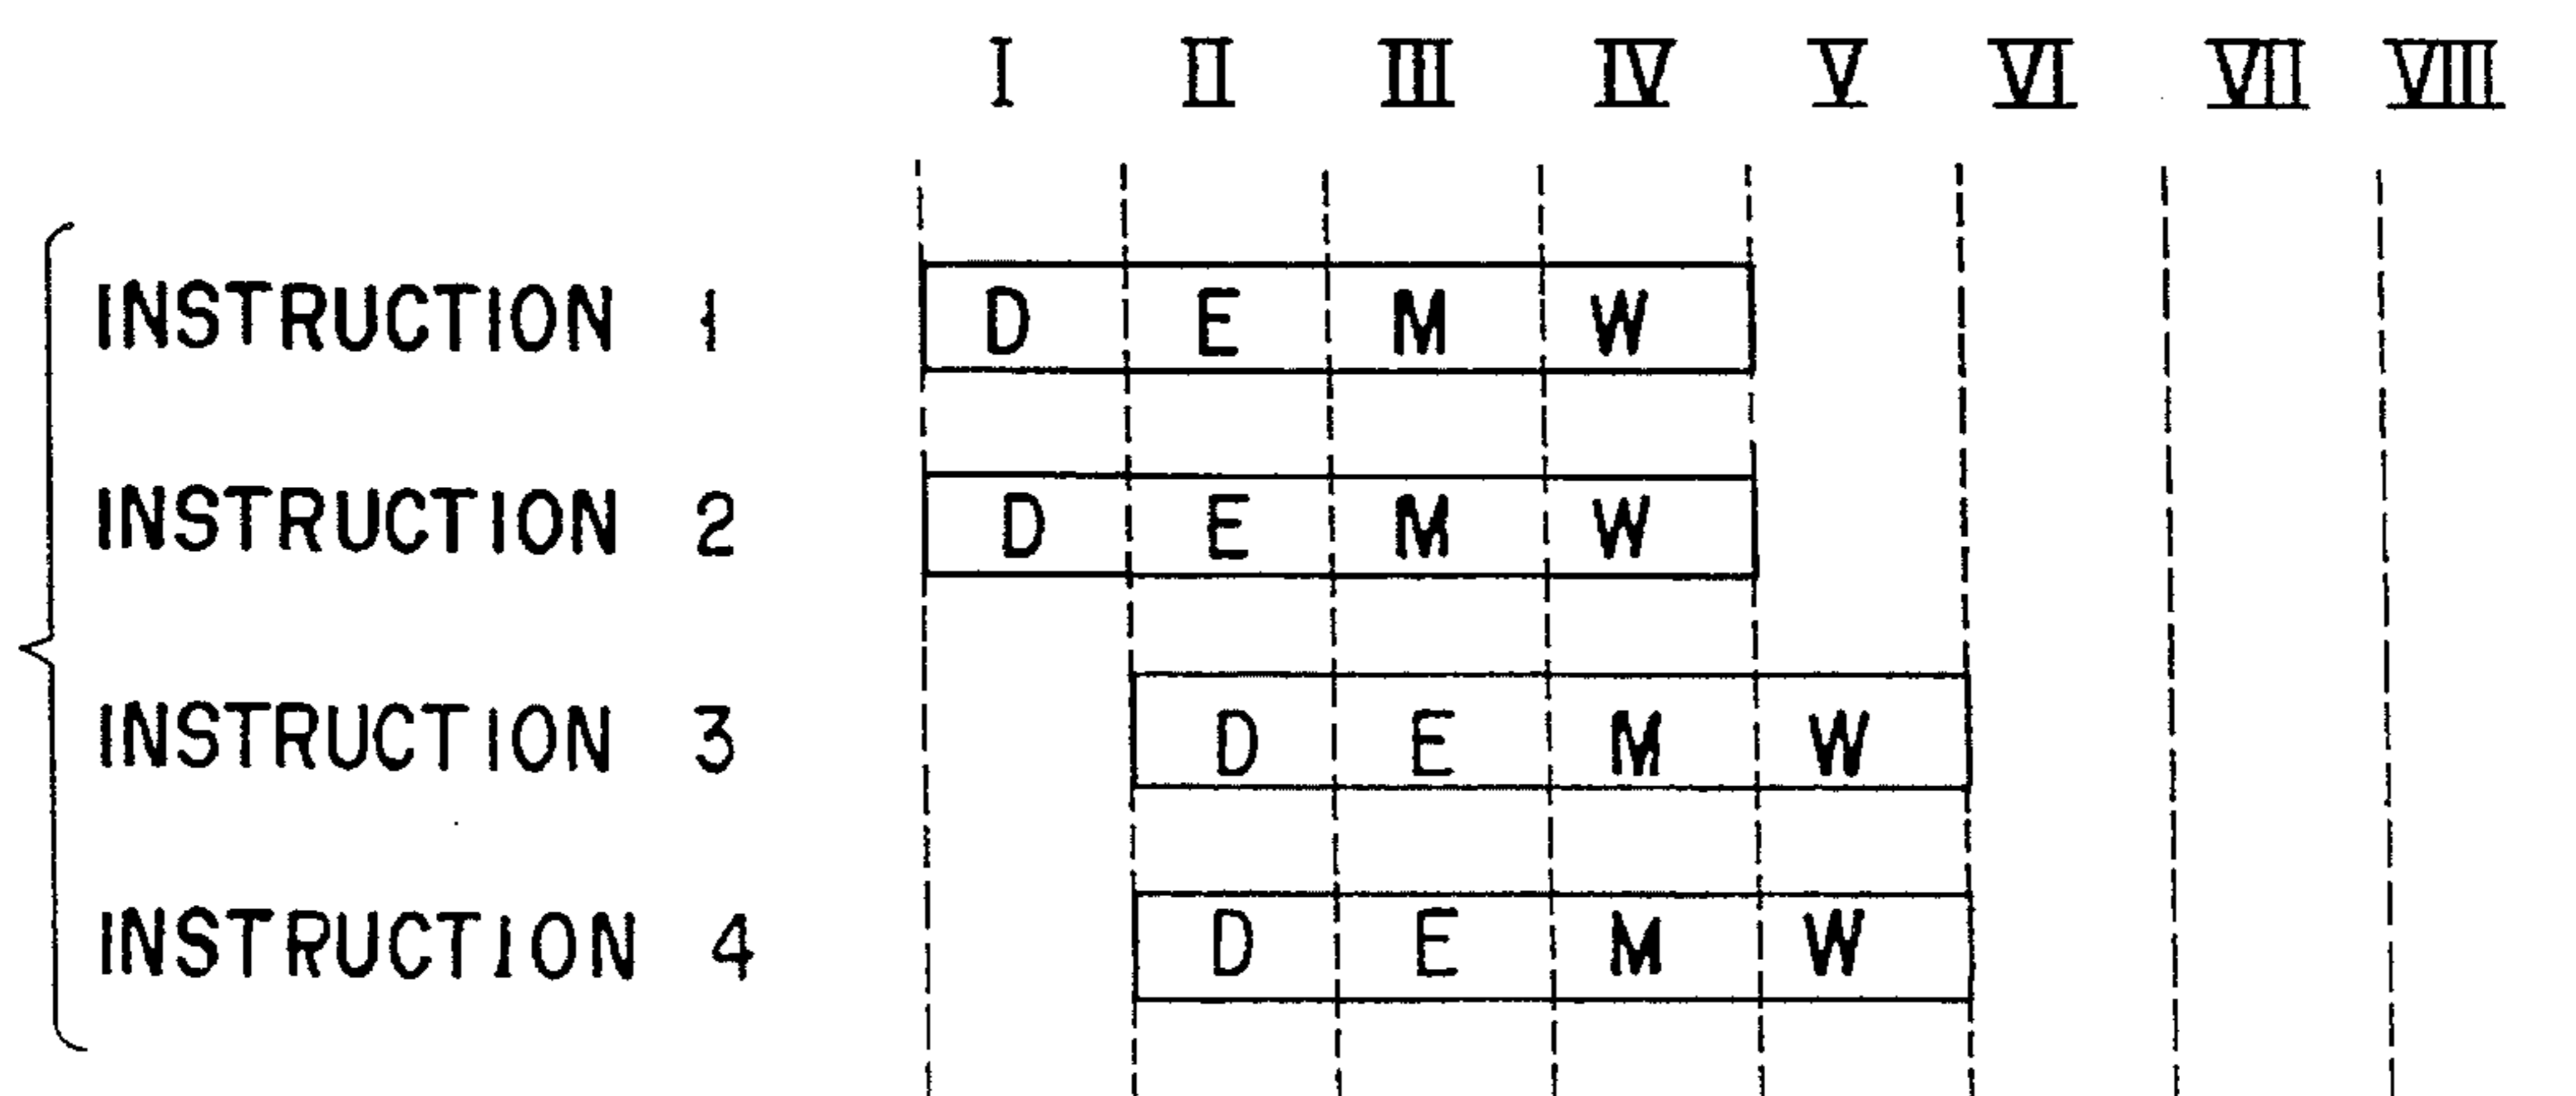 I II III IV V VI VII VIII
INSTRUCTION 1 D E M W
INSTRUCTION 2 D E M W
INSTRUCTION 3 D E M W
INSTRUCTION 4 D E M W